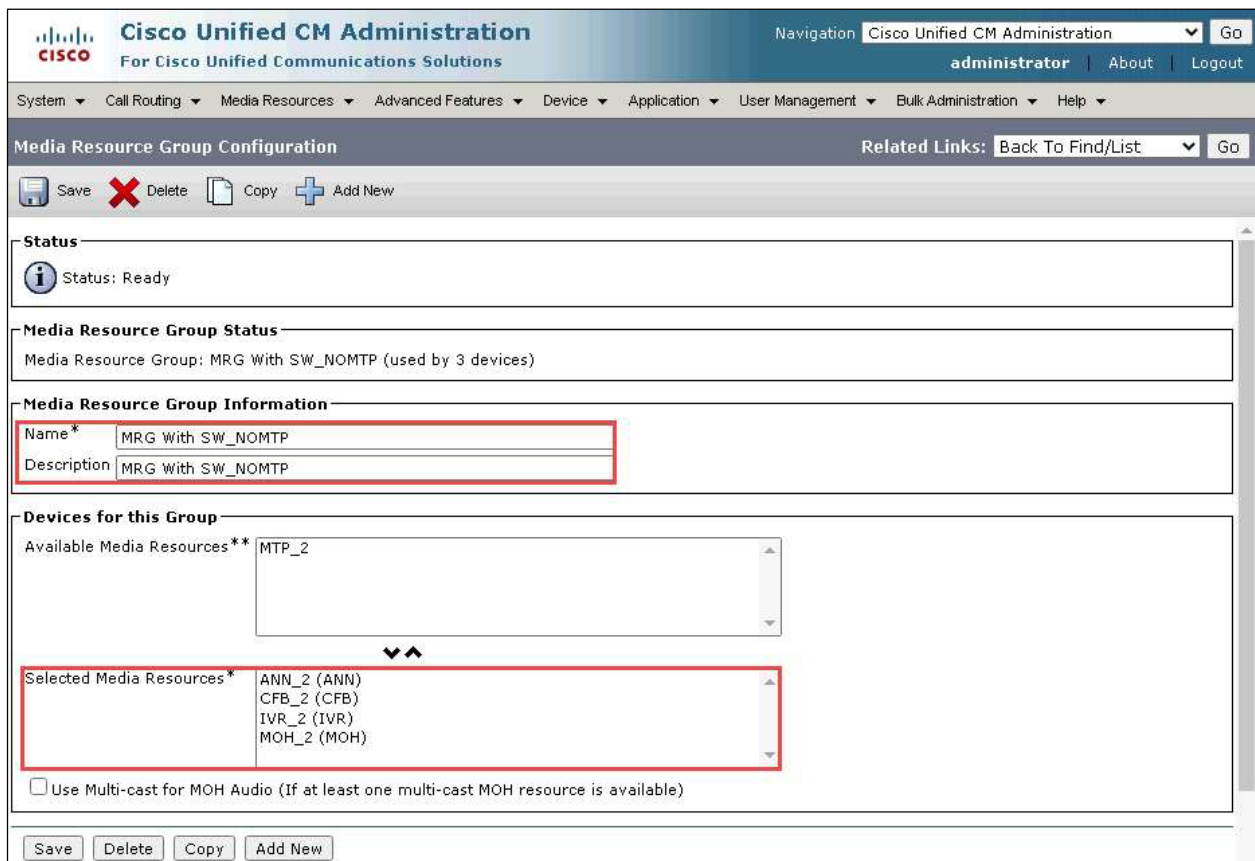 Cisco Unified CM Administration
Navigation Cisco Unified CM Administration Go
CISCO
For Cisco Unified Communications Solutions
administrator | About | Logout
System Call Routing Media Resources Advanced Features Device Application User Management Bulk Administration Help
Media Resource Group Configuration Related Links: Back To Find/List Go
Save Delete Copy Add New
Status
i Status: Ready
Media Resource Group Status
Media Resource Group: MRG With SW_NOMTP (used by 3 devices)
Media Resource Group Information
Name* MRG With SW_NOMTP
Description MRG With SW_NOMTP
Devices for this Group
Available Media Resources** MTP_2
Selected Media Resources* ANN_2 (ANN)
CFB_2 (CFB)
IVR_2 (IVR)
MOH_2 (MOH)
Use Multi-cast for MOH Audio (If at least one multi-cast MOH resource is available)
Save Delete Copy Add New